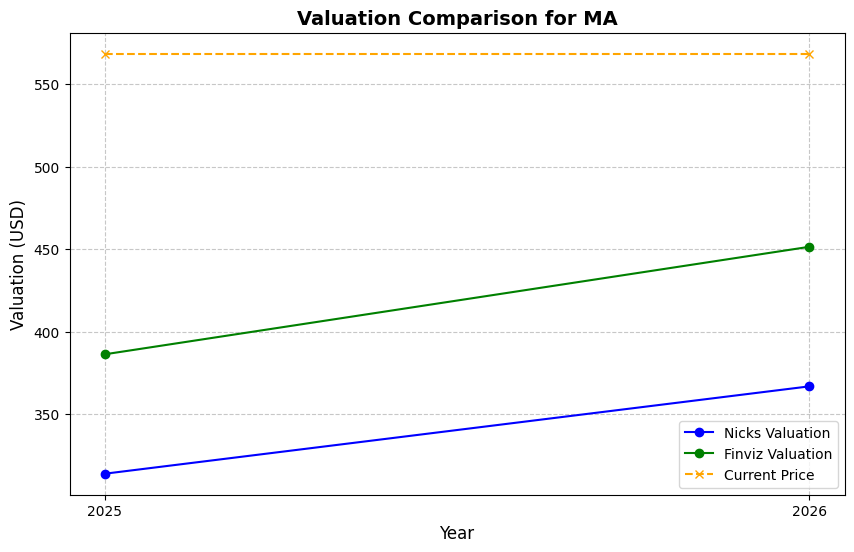 Valuation Comparison for MA
Valuation (USD)
550
500
450
400
350
2025
2026
Year
Nicks Valuation
Finviz Valuation
Current Price